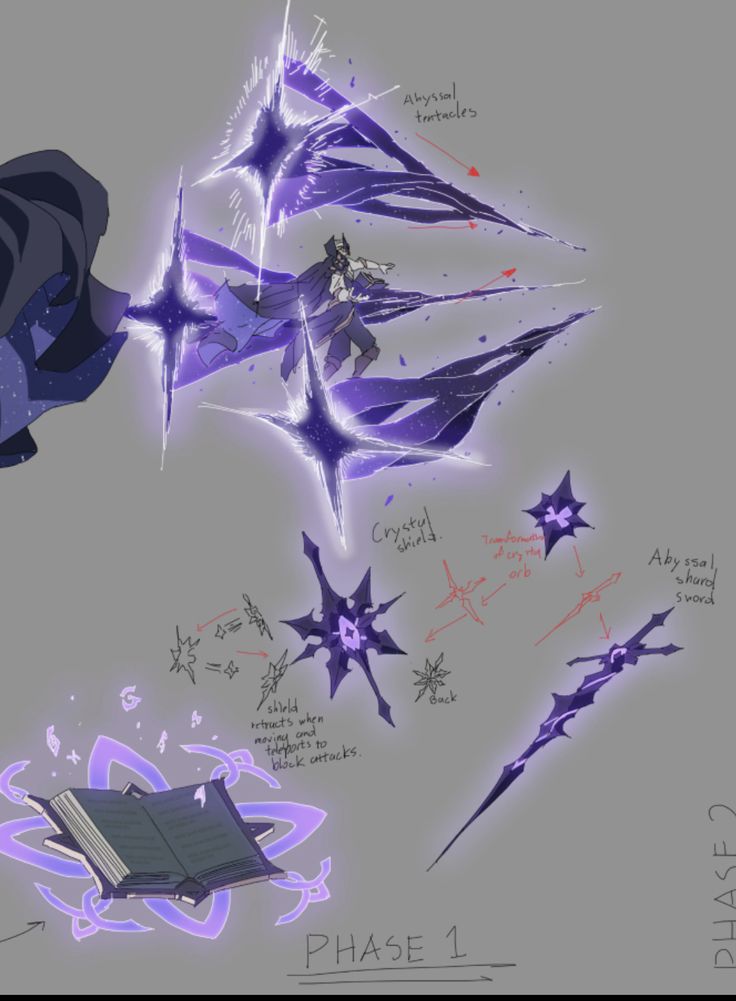 Abyssal
tentacles
Crystal
shield.
Transformation
of crystal
orb
Abyssal
shard
sword
Back
shield
retracts when
moving and
teleports to
block attacks.
PHASE 1
PHASE 2